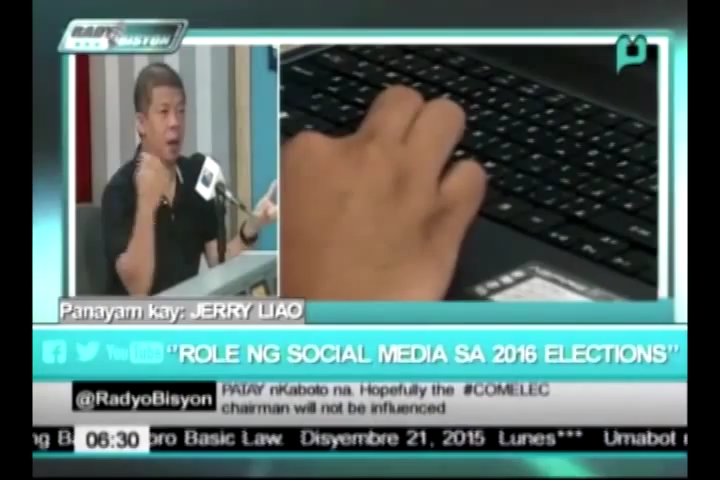 RADYO
BISYON
Panayam kay: JERRY LIAO
YouTube "ROLE NG SOCIAL MEDIA SA 2016 ELECTIONS"
@RadyoBisyon
PATAY nKaboto na. Hopefully the #COMELEC
chairman will not be influenced
06:30
Basic Law. Disyembre 21, 2015 Lunes*** Umabot